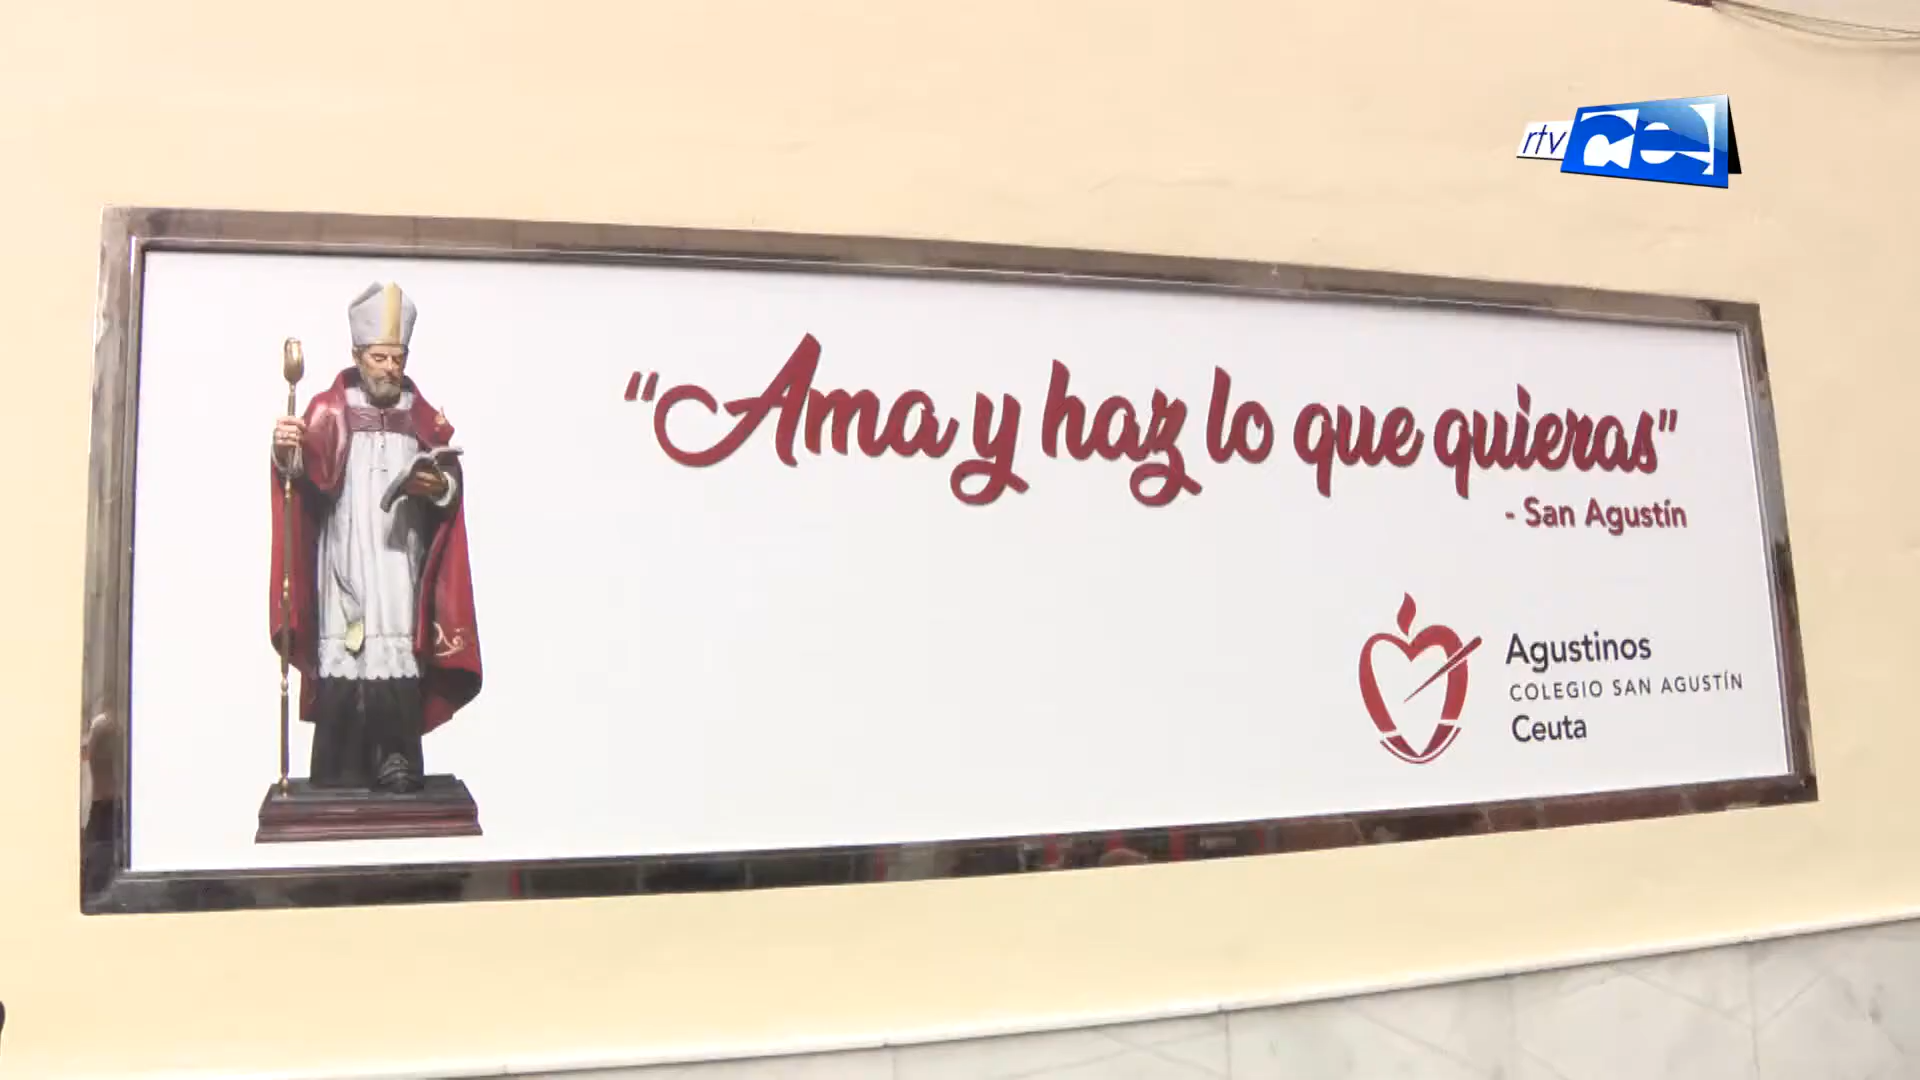 rtv ce
"Ama y haz lo que quieras"
- San Agustín
Agustinos
COLEGIO SAN AGUSTÍN
Ceuta